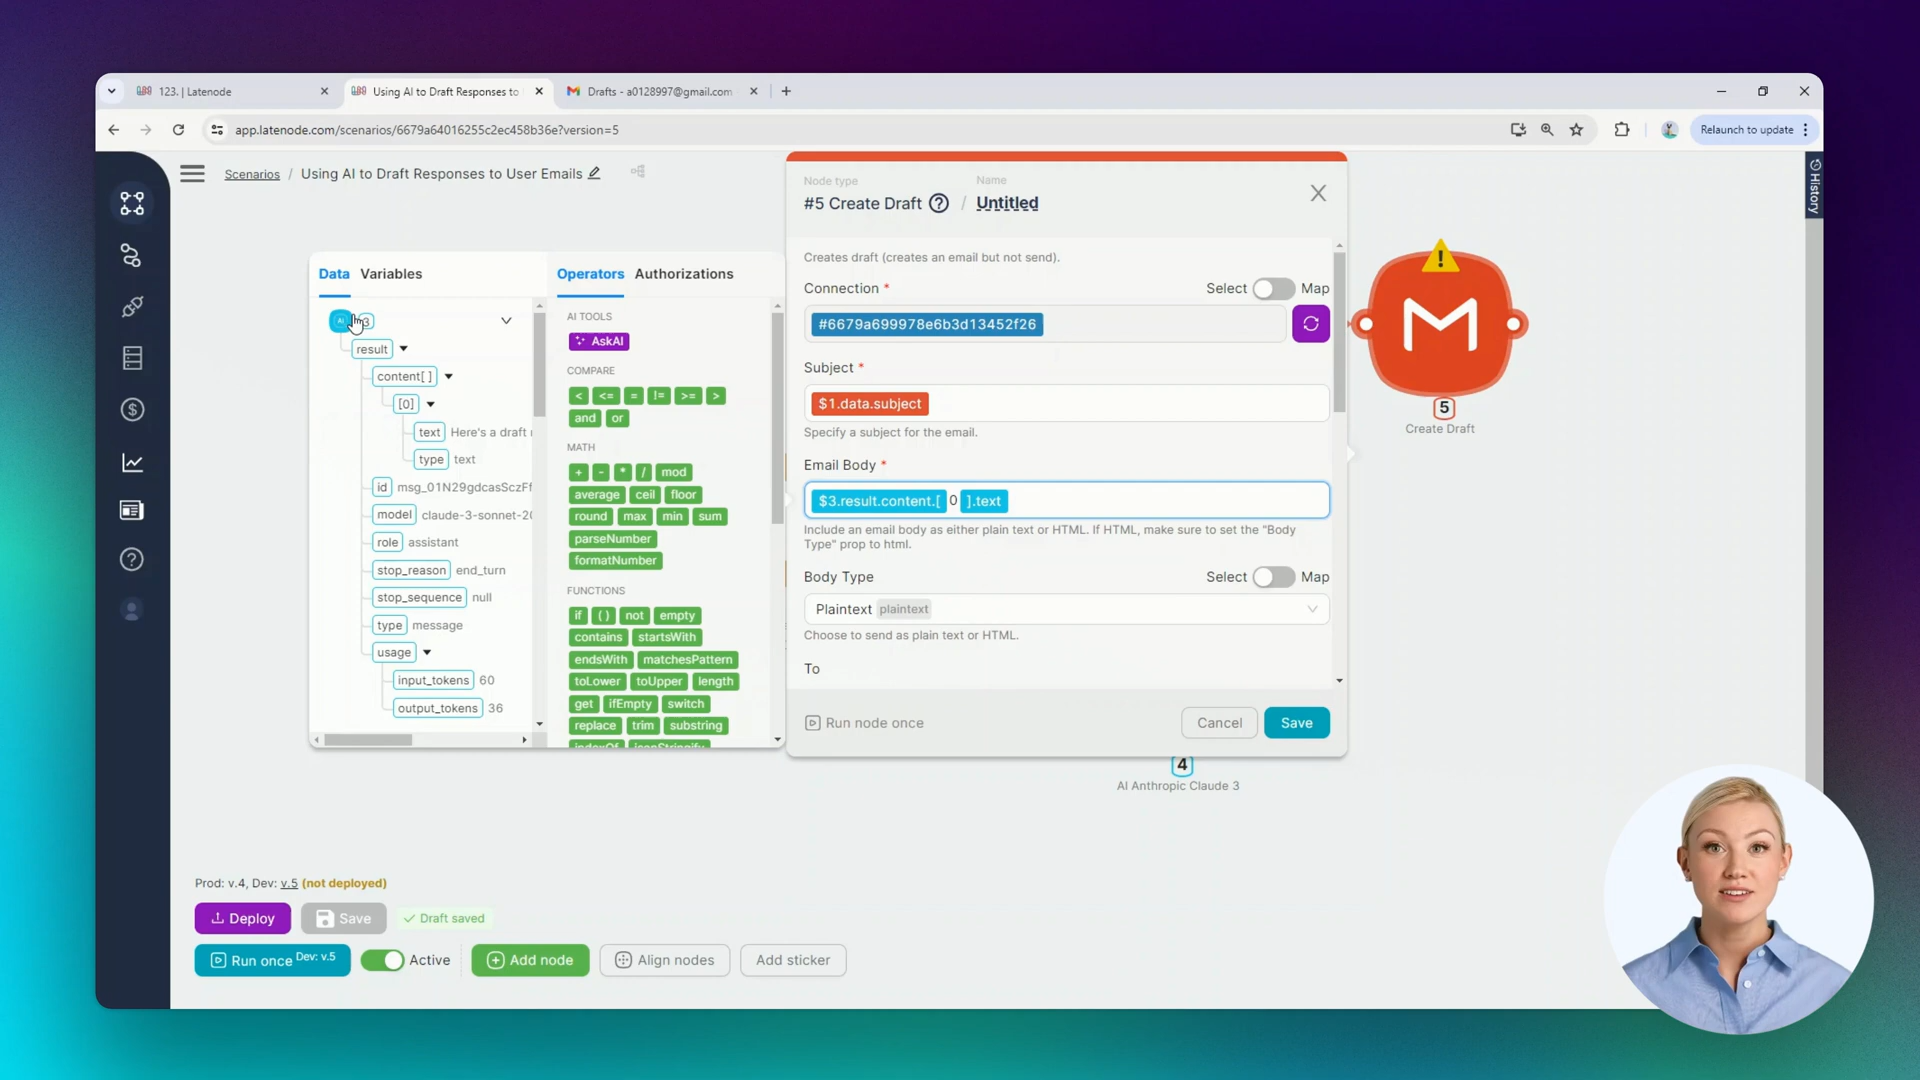 123. | Latenode
Using AI to Draft Responses to
Drafts - a0128997@gmail.com
app.latenode.com/scenarios/6679a64016255c2ec458b36e?version=5
Relaunch to update
Scenarios / Using AI to Draft Responses to User Emails
History
Data Variables
3
result
content[ ]
[0]
text Here's a draft
type text
id msg_01N29gdcasSczFf
model claude-3-sonnet-20
role assistant
stop_reason end_turn
stop_sequence null
type message
usage
input_tokens 60
output_tokens 36
Operators Authorizations
AI TOOLS
AskAI
COMPARE
< <= = != >= >
and or
MATH
+ - * / mod
average ceil floor
round max min sum
parseNumber
formatNumber
FUNCTIONS
if ( ) not empty
contains startsWith
endsWith matchesPattern
toLower toUpper length
get ifEmpty switch
replace trim substring
indexOf jsonStringify
Node type Name
#5 Create Draft ? / Untitled
Creates draft (creates an email but not send).
Connection * Select Map
#6679a699978e6b3d13452f26
Subject *
$1.data.subject
Specify a subject for the email.
Email Body *
$3.result.content.[ 0 ].text
Include an email body as either plain text or HTML. If HTML, make sure to set the "Body
Type" prop to html.
Body Type Select Map
Plaintext plaintext
Choose to send as plain text or HTML.
To
Run node once Cancel Save
!
5
Create Draft
4
AI Anthropic Claude 3
Prod: v.4, Dev: v.5 (not deployed)
Deploy Save Draft saved
Run once Dev: v.5 Active Add node Align nodes Add sticker